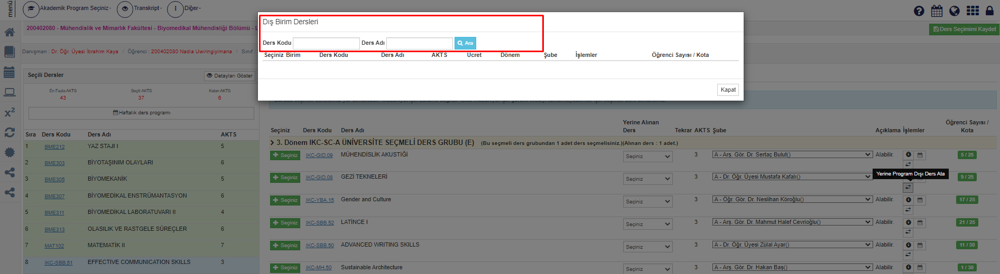 menü
Akademik Program Seçiniz -
Transkript -
Diğer -
200402080 - Mühendislik ve Mimarlık Fakültesi - Biyomedikal Mühendisliği Bölümü - L
Ders Seçimimi Kaydet
Danışman : Dr. Öğr. Üyesi İbrahim Kaya / Öğrenci : 200402080 Nadia Uwiringiyimana / Sınıf :
Dış Birim Dersleri
Ders Kodu Ders Adı Ara
Seçiniz Birim Ders Kodu Ders Adı AKTS Ücret Dönem Şube İşlemler Öğrenci Sayısı / Kota
Kapat
Seçili Dersler
Detayları Göster
En Fazla AKTS Seçili AKTS Kalan AKTS
43 37 6
Haftalık ders programı
Sıra Ders Kodu Ders Adı AKTS
1 BME212 YAZ STAJI I 5
2 BME303 BİYOTAŞINIM OLAYLARI 6
3 BME305 BİYOMEKANİK 5
4 BME307 BİYOMEDİKAL ENSTRÜMANTASYON 6
5 BME311 BİYOMEDİKAL LABORATUVARI II 4
6 BME313 OLASILIK VE RASTGELE SÜREÇLER 6
7 MAT102 MATEMATİK II 7
8 IKC-SBB.51 EFFECTIVE COMMUNICATION SKILLS 3
Seçiniz Ders Kodu Ders Adı Yerine Alınan Ders Tekrar AKTS Şube Açıklama İşlemler Öğrenci Sayısı / Kota
3. Dönem IKC-SC-A ÜNİVERSİTE SEÇMELİ DERS GRUBU (E) (Bu seçmeli ders grubundan 1 adet ders seçmelisiniz.)(Alınan ders : 1 adet.)
Seçiniz IKC-GID.09 MÜHENDİSLİK AKUSTİĞİ Seçiniz 3 A - Arş. Gör. Dr. Sertaç Bulut() Alabilir. 5 / 25
Yerine Program Dışı Ders Ata
Seçiniz IKC-GID.08 GEZİ TEKNELERİ Seçiniz 3 A - Dr. Öğr. Üyesi Mustafa Kafalı() 9 / 25
Seçiniz IKC-YBA.15 Gender and Culture Seçiniz 3 A - Öğr. Gör. Dr. Neslihan Köroğlu() Alabilir. 17 / 25
Seçiniz IKC-SBB.52 LATİNCE I Seçiniz 3 A - Arş. Gör. Dr. Mahmut Halef Cevrioğlu() Alabilir. 21 / 25
Seçiniz IKC-SBB.50 ADVANCED WRITING SKILLS Seçiniz 3 A - Dr. Öğr. Üyesi Zülal Ayar() Alabilir. 11 / 30
Seçiniz IKC-MH.50 Sustainable Architecture Seçiniz 3 A - Arş. Gör. Dr. Hakan Baş() Alabilir. 1 / 30